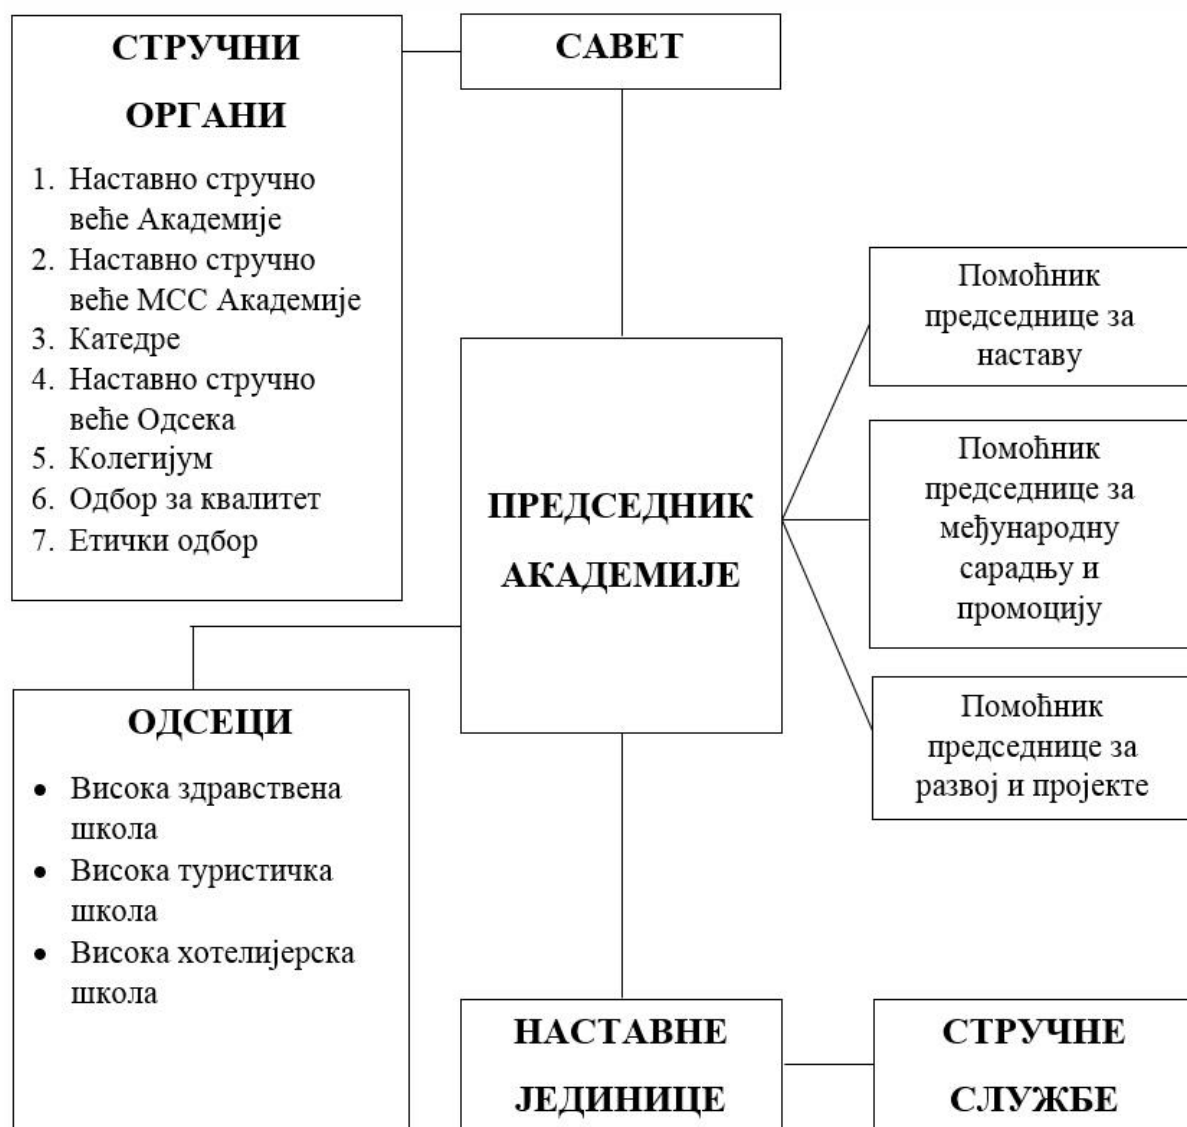 СТРУЧНИ
ОРГАНИ
1. Наставно стручно
веће Академије
2. Наставно стручно
веће МСС Академије
3. Катедре
4. Наставно стручно
веће Одсека
5. Колегијум
6. Одбор за квалитет
7. Етички одбор
САВЕТ
ПРЕДСЕДНИК
АКАДЕМИЈЕ
Помоћник
председнице за
наставу
Помоћник
председнице за
међународну
сарадњу и
промоцију
Помоћник
председнице за
развој и пројекте
ОДСЕЦИ
• Висока здравствена
школа
• Висока туристичка
школа
• Висока хотелијерска
школа
НАСТАВНЕ
ЈЕДИНИЦЕ
СТРУЧНЕ
СЛУЖБЕ